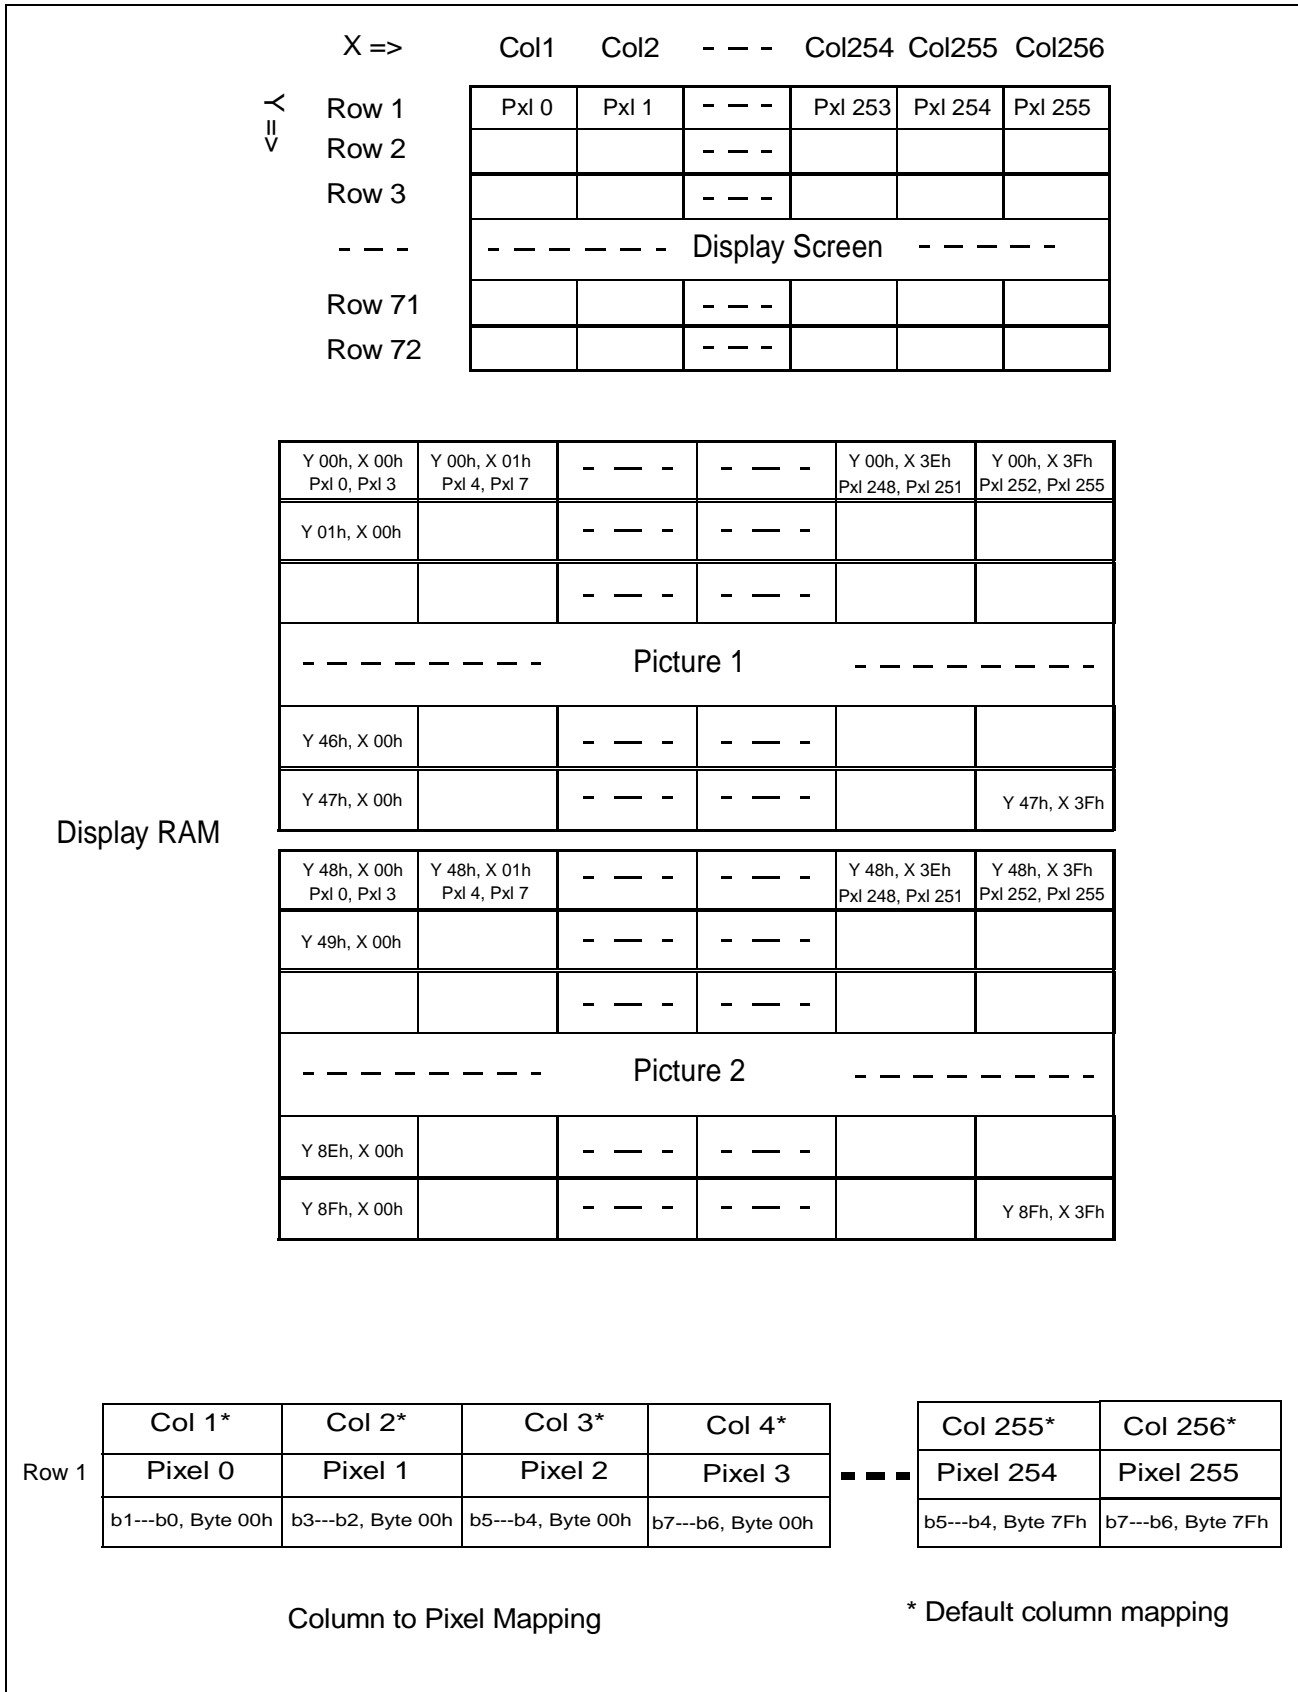 X => Col1 Col2 - — - Col254 Col255 Col256
Y =>
Row 1 Pxl 0 Pxl 1 - — - Pxl 253 Pxl 254 Pxl 255
Row 2 - — -
Row 3 - — -
- — - - — — — — — - Display Screen - — — — -
Row 71 - — -
Row 72 - — -
Y 00h, X 00h Y 00h, X 01h - — - - — - Y 00h, X 3Eh Y 00h, X 3Fh
Pxl 0, Pxl 3 Pxl 4, Pxl 7 Pxl 248, Pxl 251 Pxl 252, Pxl 255
Y 01h, X 00h - — - - — -
- — - - — -
- — — — — — — — - Picture 1 - — — — — — — — -
Y 46h, X 00h - — - - — -
Y 47h, X 00h - — - - — - Y 47h, X 3Fh
Display RAM
Y 48h, X 00h Y 48h, X 01h - — - - — - Y 48h, X 3Eh Y 48h, X 3Fh
Pxl 0, Pxl 3 Pxl 4, Pxl 7 Pxl 248, Pxl 251 Pxl 252, Pxl 255
Y 49h, X 00h - — - - — -
- — - - — -
- — — — — — — — - Picture 2 - — — — — — — — -
Y 8Eh, X 00h - — - - — -
Y 8Fh, X 00h - — - - — - Y 8Fh, X 3Fh
Col 1* Col 2* Col 3* Col 4* Col 255* Col 256*
Row 1 Pixel 0 Pixel 1 Pixel 2 Pixel 3 - - - - Pixel 254 Pixel 255
b1---b0, Byte 00h b3---b2, Byte 00h b5---b4, Byte 00h b7---b6, Byte 00h b5---b4, Byte 7Fh b7---b6, Byte 7Fh
Column to Pixel Mapping * Default column mapping